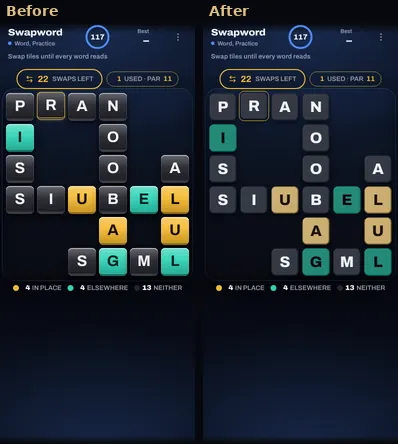 Before
Swapword
Word, Practice
117
Best
–
Swap tiles until every word reads
22 SWAPS LEFT
1 USED · PAR 11
P R A N
I O
S O A
S I U B E L
A U
S G M L
4 IN PLACE 4 ELSEWHERE 13 NEITHER
After
Swapword
Word, Practice
117
Best
–
Swap tiles until every word reads
22 SWAPS LEFT
1 USED · PAR 11
P R A N
I O
S O A
S I U B E L
A U
S G M L
4 IN PLACE 4 ELSEWHERE 13 NEITHER